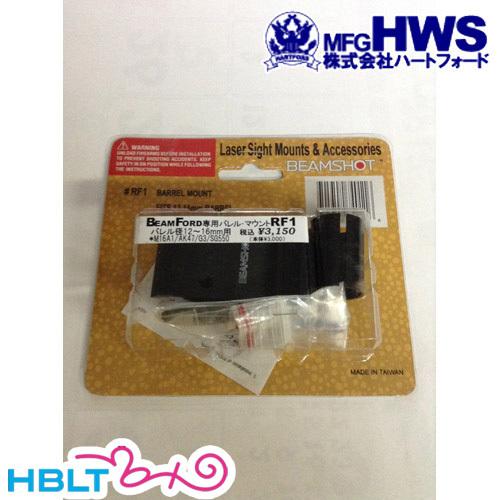 MFG HWS
HARTFORD
株式会社ハートフォード
WARNING
UNLOAD FIREARMS BEFORE INSTALLATION
TO PREVENT SHOOTING ACCIDENTS. KEEP
SAFETY IN ON POSITION WHILE FOLLOWING
THE INSTRUCTIONS.
Laser Sight Mounts & Accessories
BEAMSHOT
# RF1 BARREL MOUNT
BEAMFORD専用バレル・マウントRF1
バレル径12〜16mm用 税込 ¥3,150
*M16A1/AK47/G3/SG550 (本体¥3,000)
BEAMSHOT
MADE IN TAIWAN
HBLT